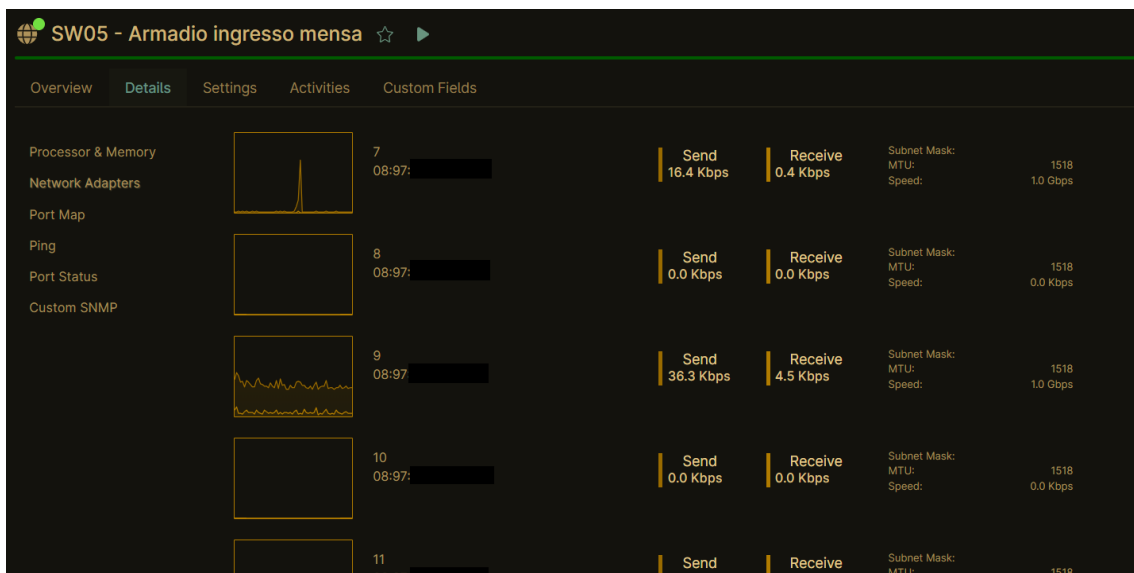 SW05 - Armadio ingresso mensa
Overview Details Settings Activities Custom Fields
Processor & Memory
Network Adapters
Port Map
Ping
Port Status
Custom SNMP
7
08:97:
Send
16.4 Kbps
Receive
0.4 Kbps
Subnet Mask:
MTU: 1518
Speed: 1.0 Gbps
8
08:97:
Send
0.0 Kbps
Receive
0.0 Kbps
Subnet Mask:
MTU: 1518
Speed: 0.0 Kbps
9
08:97
Send
36.3 Kbps
Receive
4.5 Kbps
Subnet Mask:
MTU: 1518
Speed: 1.0 Gbps
10
08:97:
Send
0.0 Kbps
Receive
0.0 Kbps
Subnet Mask:
MTU: 1518
Speed: 0.0 Kbps
11
Send
Receive
Subnet Mask:
MTU: 1518